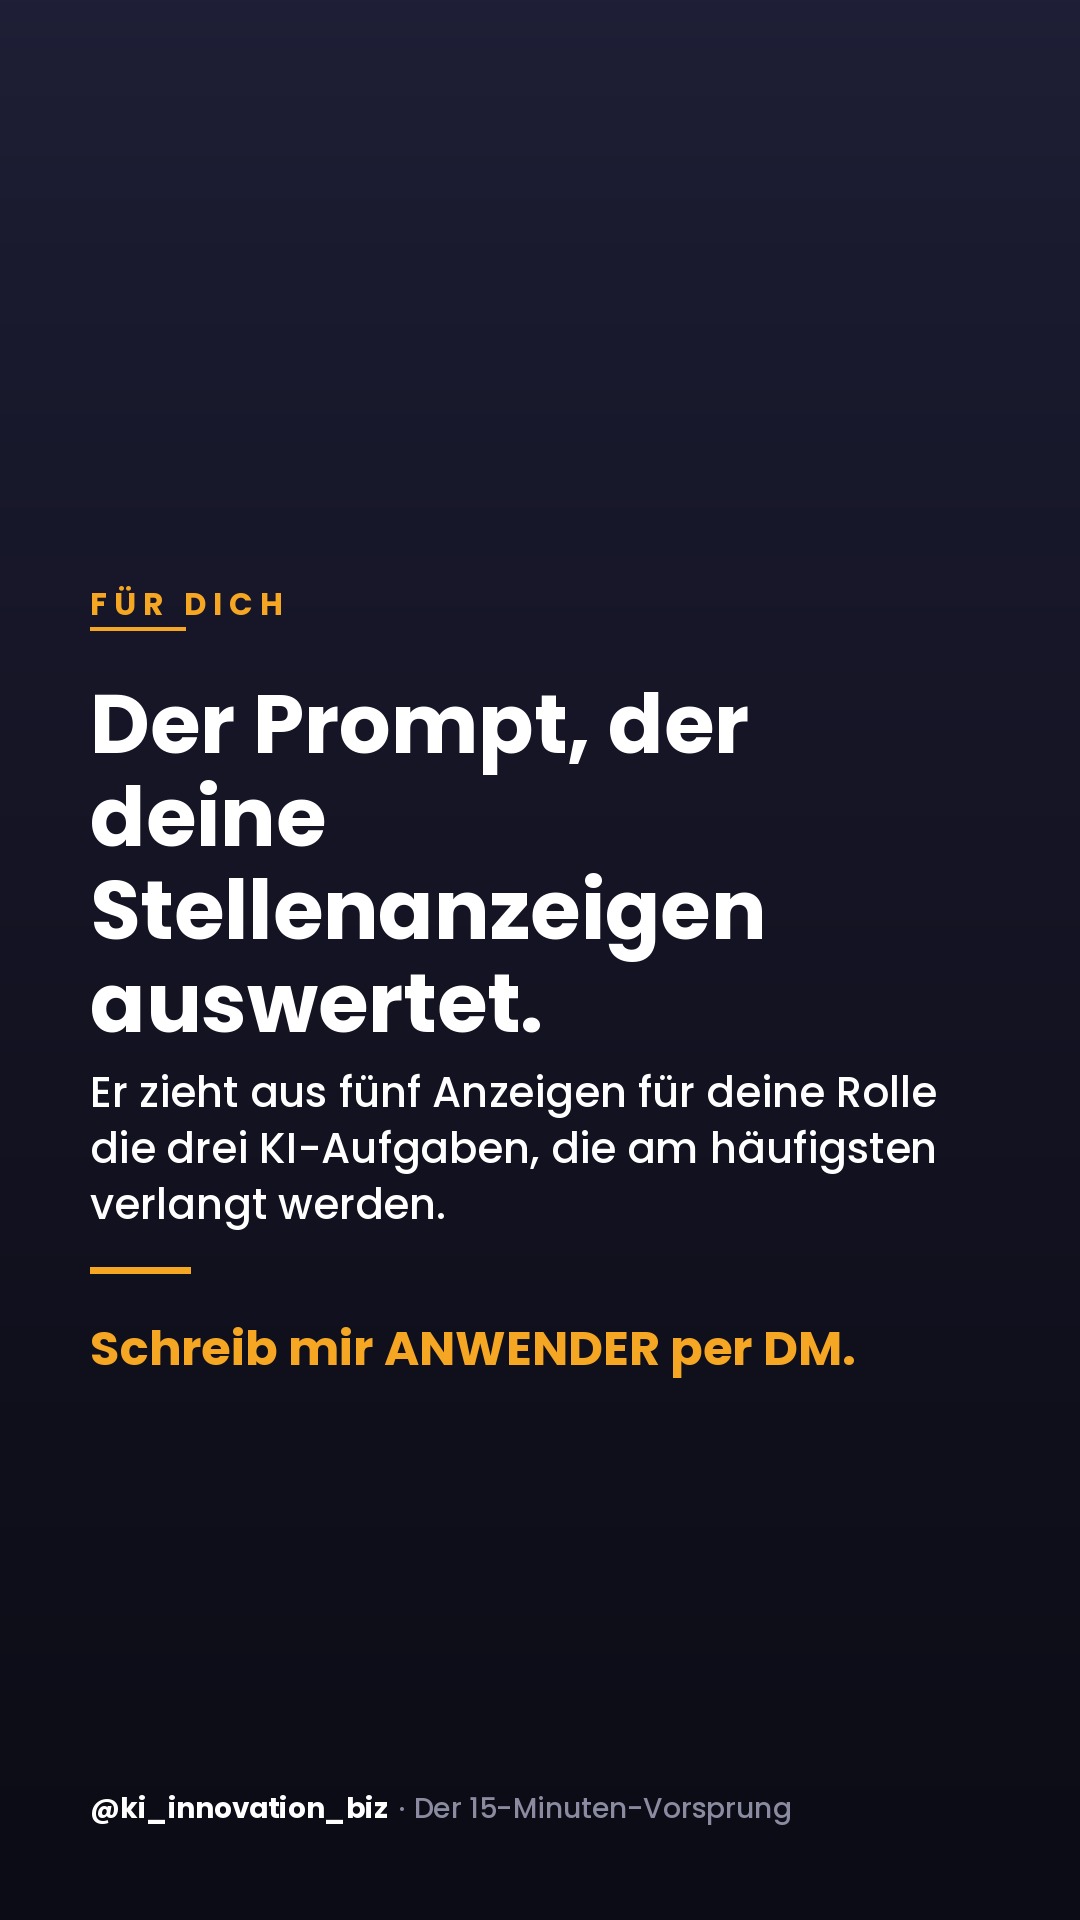 FÜR DICH
Der Prompt, der
deine
Stellenanzeigen
auswertet.
Er zieht aus fünf Anzeigen für deine Rolle
die drei KI-Aufgaben, die am häufigsten
verlangt werden.
Schreib mir ANWENDER per DM.
@ki_innovation_biz · Der 15-Minuten-Vorsprung